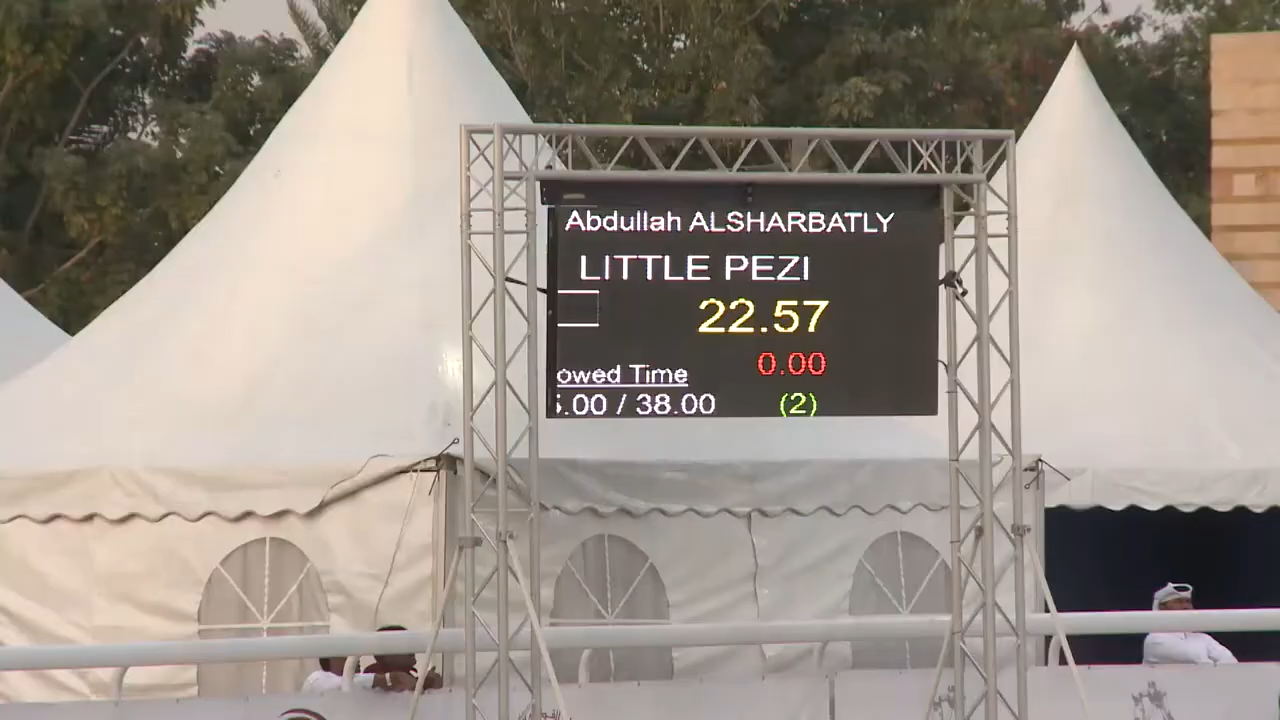 Abdullah ALSHARBATLY
LITTLE PEZI
22.57
0.00
owed Time
.00 / 38.00 (2)